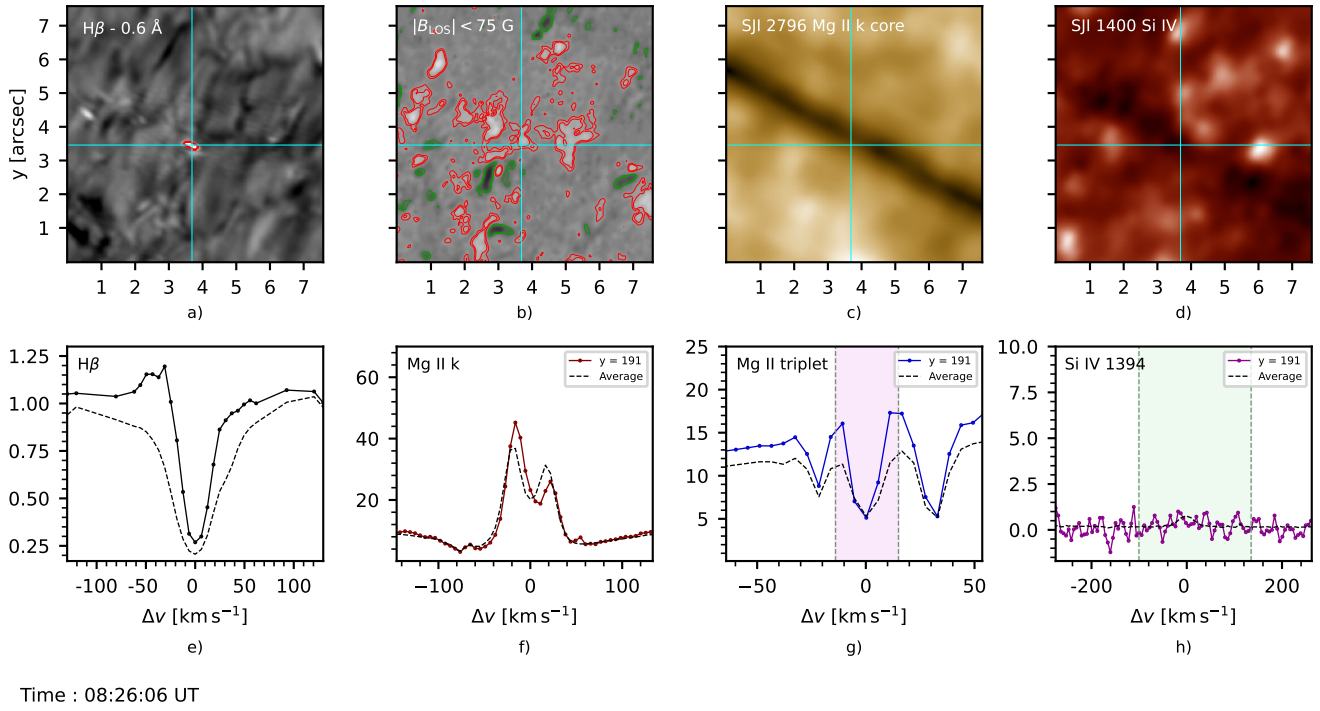 Hβ - 0.6 Å
|B_LOS| < 75 G
SJI 2796 Mg II k core
SJI 1400 Si IV
y [arcsec]
7
6
5
4
3
2
1
1 2 3 4 5 6 7
1 2 3 4 5 6 7
1 2 3 4 5 6 7
1 2 3 4 5 6 7
a)
b)
c)
d)
Hβ
1.25
1.00
0.75
0.50
0.25
-100 -50 0 50 100
Δv [km s⁻¹]
e)
Mg II k
y = 191
Average
60
40
20
−100 0 100
Δv [km s⁻¹]
f)
Mg II triplet
y = 191
Average
25
20
15
10
5
−50 0 50
Δv [km s⁻¹]
g)
Si IV 1394
y = 191
Average
10.0
7.5
5.0
2.5
0.0
-200 0 200
Δv [km s⁻¹]
h)
Time : 08:26:06 UT